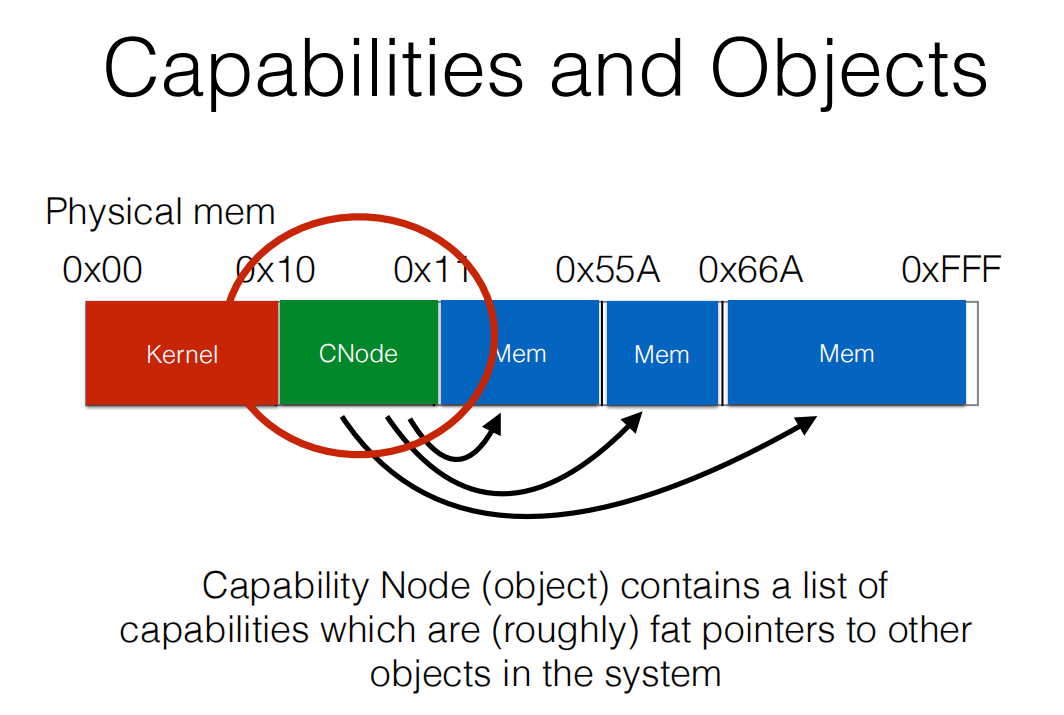 Capabilities and Objects
Physical mem
0x00 0x10 0x11 0x55A 0x66A 0xFFF
Kernel CNode Mem Mem Mem
Capability Node (object) contains a list of
capabilities which are (roughly) fat pointers to other
objects in the system